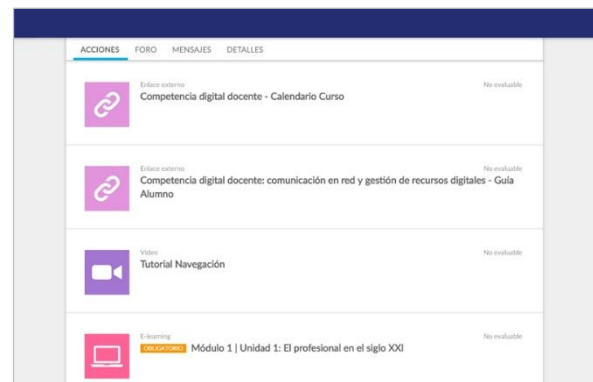 ACCIONES FORO MENSAJES DETALLES
Enlace externo No evaluable
Competencia digital docente - Calendario Curso
Enlace externo No evaluable
Competencia digital docente: comunicación en red y gestión de recursos digitales - Guía
Alumno
Video No evaluable
Tutorial Navegación
E-learning No evaluable
OBLIGATORIO Módulo 1 | Unidad 1: El profesional en el siglo XXI